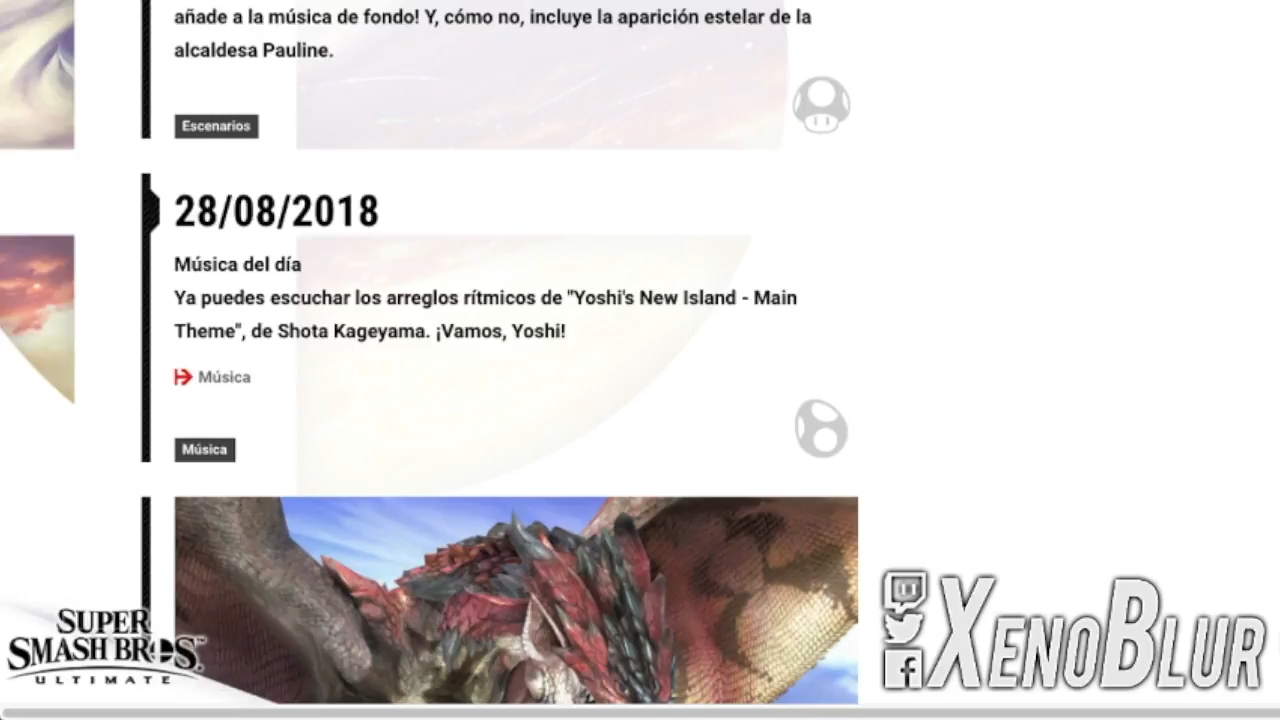 añade a la música de fondo! Y, cómo no, incluye la aparición estelar de la
alcaldesa Pauline.
Escenarios
28/08/2018
Música del día
Ya puedes escuchar los arreglos rítmicos de "Yoshi's New Island - Main
Theme", de Shota Kageyama. ¡Vamos, Yoshi!
Música
Música
SUPER
SMASH BROS.™
ULTIMATE
XENOBLUR